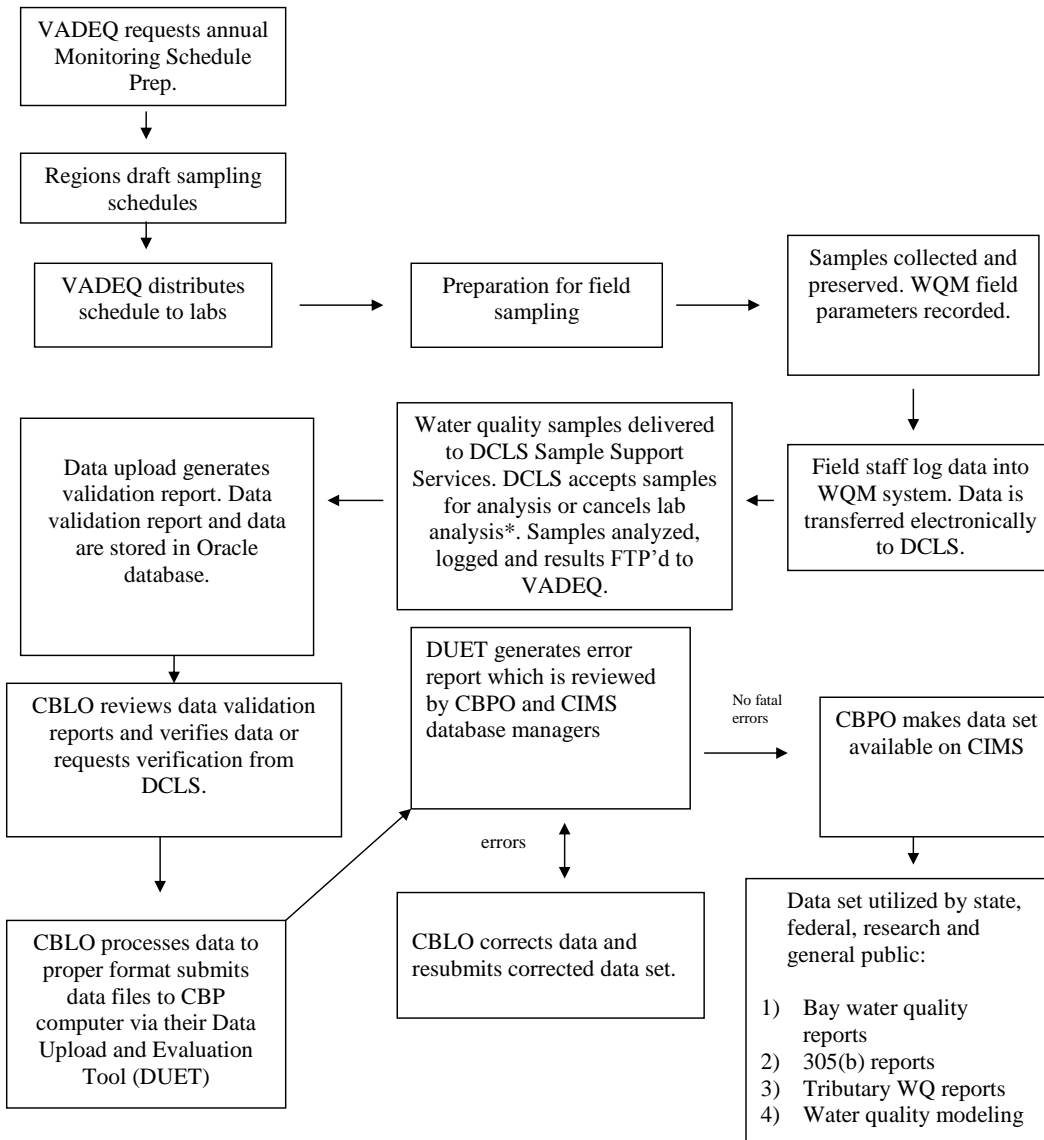 VADEQ requests annual
Monitoring Schedule
Prep.
Regions draft sampling
schedules
VADEQ distributes
schedule to labs
Preparation for field
sampling
Samples collected and
preserved. WQM field
parameters recorded.
Field staff log data into
WQM system. Data is
transferred electronically
to DCLS.
Water quality samples delivered
to DCLS Sample Support
Services. DCLS accepts samples
for analysis or cancels lab
analysis*. Samples analyzed,
logged and results FTP’d to
VADEQ.
Data upload generates
validation report. Data
validation report and data
are stored in Oracle
database.
CBLO reviews data validation
reports and verifies data or
requests verification from
DCLS.
CBLO processes data to
proper format submits
data files to CBP
computer via their Data
Upload and Evaluation
Tool (DUET)
DUET generates error
report which is reviewed
by CBPO and CIMS
database managers
errors
CBLO corrects data and
resubmits corrected data set.
No fatal
errors
CBPO makes data set
available on CIMS
Data set utilized by state,
federal, research and
general public:
1) Bay water quality
reports
2) 305(b) reports
3) Tributary WQ reports
4) Water quality modeling